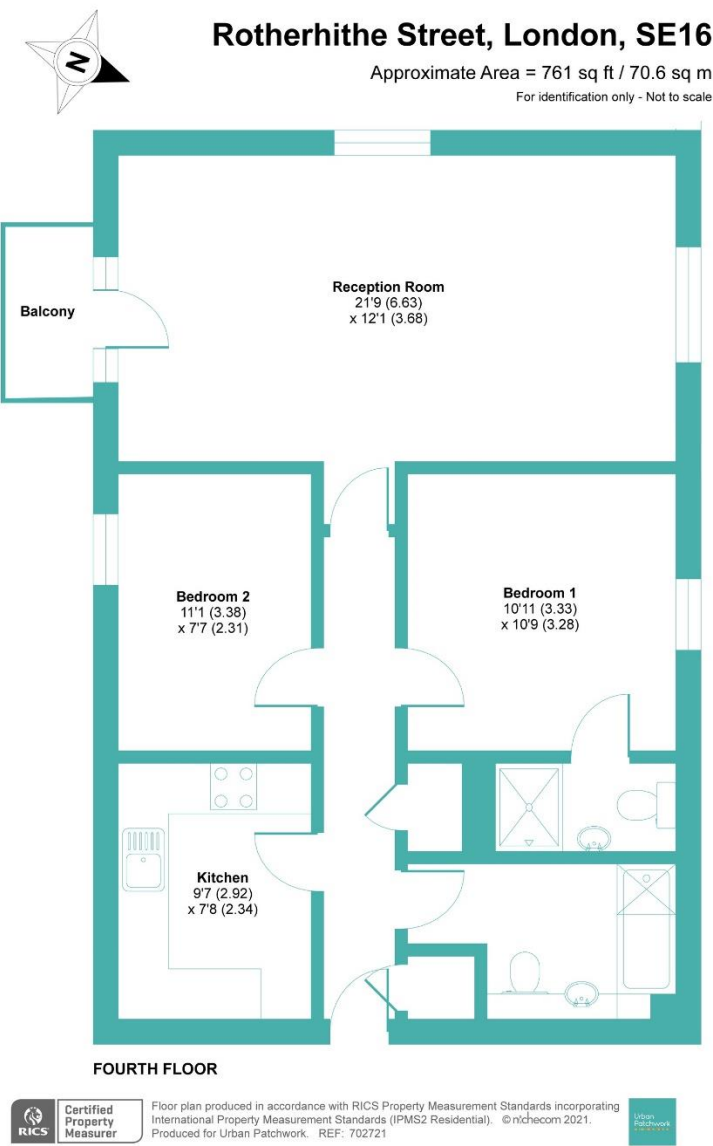 Rotherhithe Street, London, SE16
Approximate Area = 761 sq ft / 70.6 sq m
For identification only - Not to scale
N
Balcony
Reception Room
21'9 (6.63)
x 12'1 (3.68)
Bedroom 2
11'1 (3.38)
x 7'7 (2.31)
Bedroom 1
10'11 (3.33)
x 10'9 (3.28)
Kitchen
9'7 (2.92)
x 7'8 (2.34)
FOURTH FLOOR
RICS
Certified
Property
Measurer
Floor plan produced in accordance with RICS Property Measurement Standards incorporating
International Property Measurement Standards (IPMS2 Residential). © nichecom 2021.
Produced for Urban Patchwork. REF: 702721
Urban
Patchwork